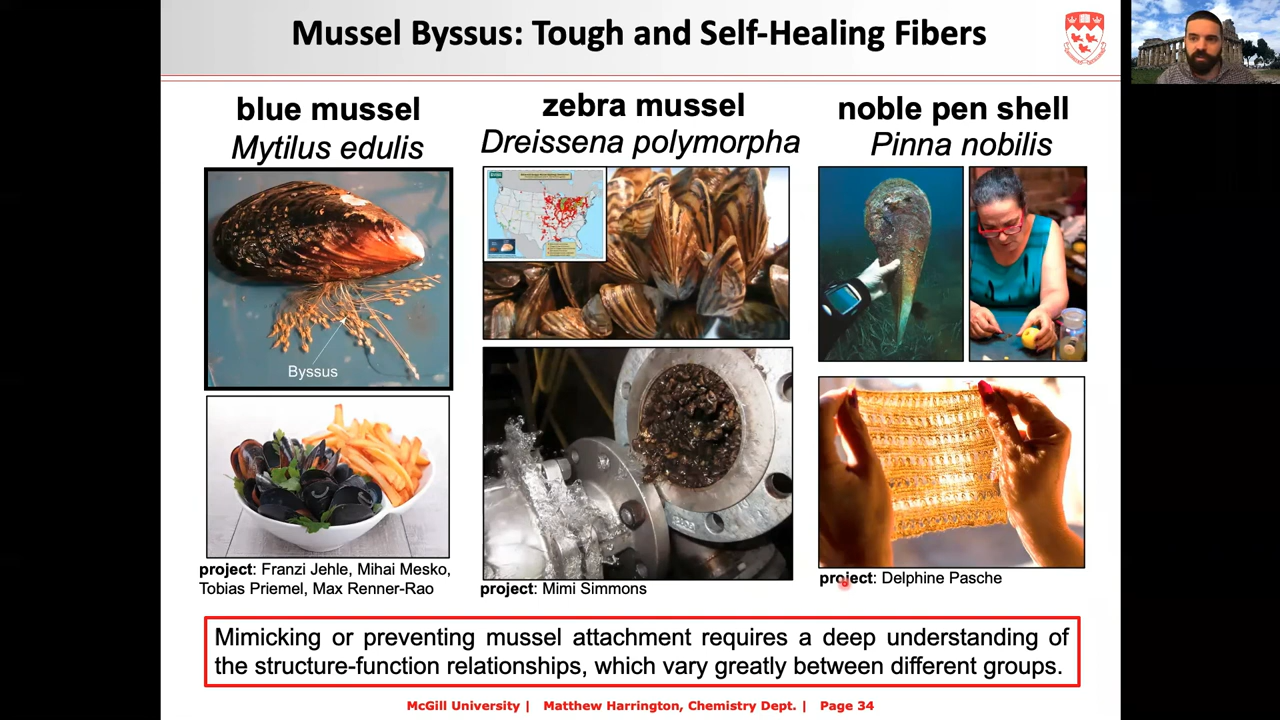 Mussel Byssus: Tough and Self-Healing Fibers
blue mussel
Mytilus edulis
Byssus
project: Franzi Jehle, Mihai Mesko,
Tobias Priemel, Max Renner-Rao
zebra mussel
Dreissena polymorpha
project: Mimi Simmons
noble pen shell
Pinna nobilis
project: Delphine Pasche
Mimicking or preventing mussel attachment requires a deep understanding of
the structure-function relationships, which vary greatly between different groups.
McGill University | Matthew Harrington, Chemistry Dept. | Page 34